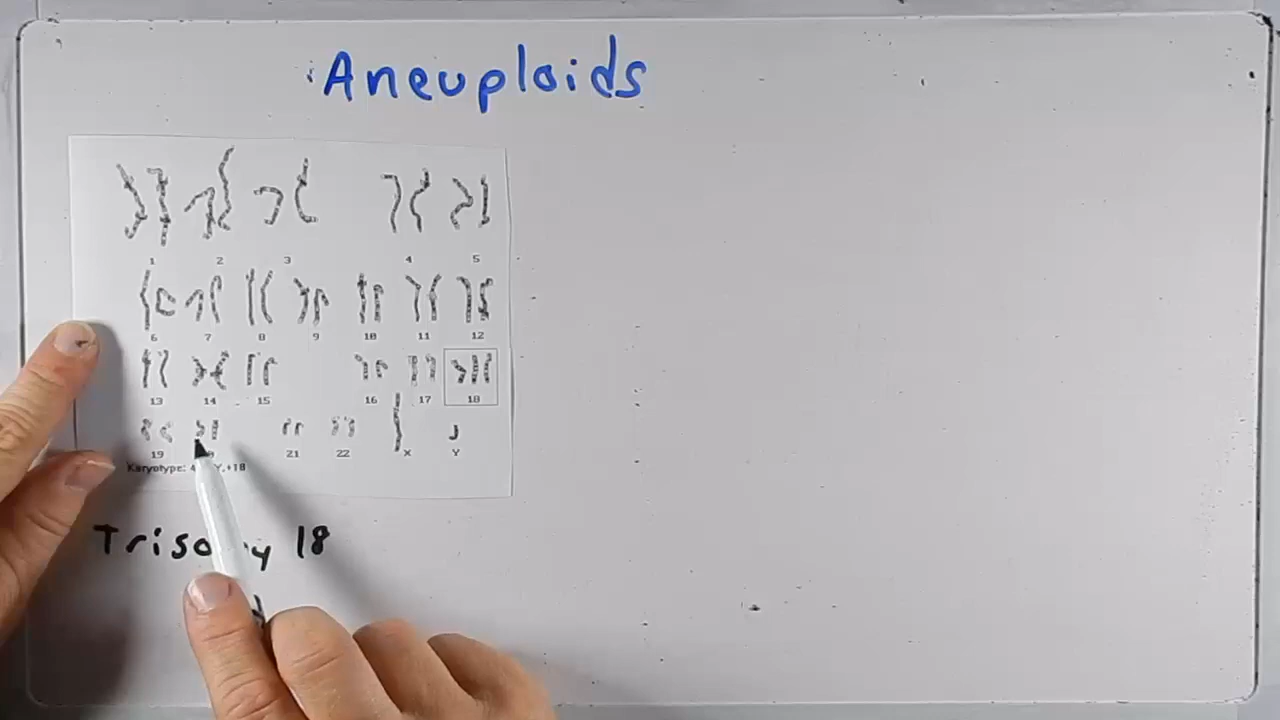 Aneuploids
1 2 3 4 5
6 7 8 9 10 11 12
13 14 15 16 17 18
19 21 22 X Y
Karyotype: 4 Y,+18
18